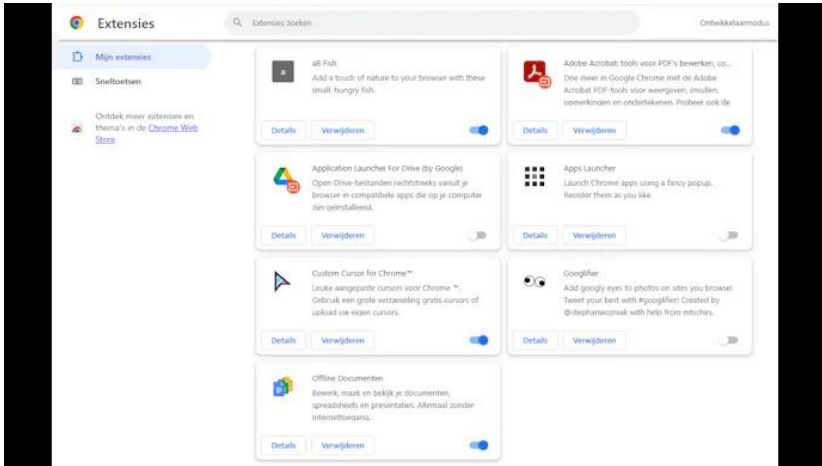 Extensies
Extensies zoeken
Ontwikkelaarmodus
Mijn extensies
Sneltoetsen
Ontdek meer extensies en
thema's in de Chrome Web
Store
a
aB Fish
Add a touch of nature to your browser with these
small, hungry fish.
Details
Verwijderen
Adobe Acrobat: tools voor PDF's bewerken, co...
Doe meer in Google Chrome met de Adobe
Acrobat PDF-tools voor weergeven, invullen,
opmerkingen en ondertekenen. Probeer ook de
Details
Verwijderen
Application Launcher For Drive (by Google)
Open Drive-bestanden rechtstreeks vanuit je
browser in compatibele apps die op je computer
zijn geïnstalleerd.
Details
Verwijderen
Apps Launcher
Launch Chrome apps using a fancy popup.
Reorder them as you like.
Details
Verwijderen
Custom Cursor for Chrome™
Leuke aangepaste cursors voor Chrome ™.
Gebruik een grote verzameling gratis cursors of
upload uw eigen cursors.
Details
Verwijderen
Googlifier
Add googly eyes to photos on sites you browse!
Tweet your best with #googlifier! Created by
@stephanwozniak with help from mitschirs.
Details
Verwijderen
Offline Documenten
Bewerk, maak en bekijk je documenten,
spreadsheets en presentaties. Allemaal zonder
internettoegang.
Details
Verwijderen